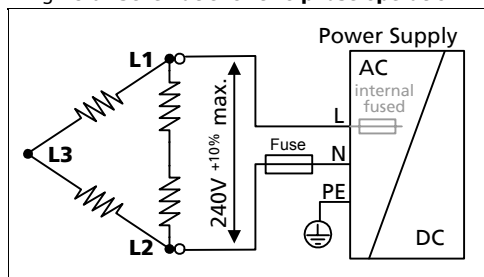 Power Supply
L1
AC
internal
fused
L
240V +10% max.
Fuse
N
L3
PE
L2
DC